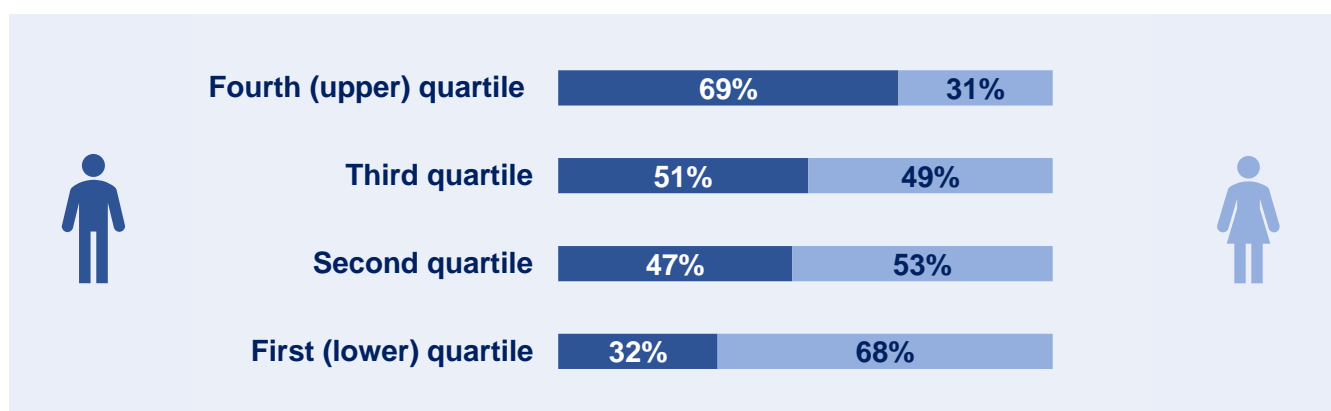 Fourth (upper) quartile 69% 31%
Third quartile 51% 49%
Second quartile 47% 53%
First (lower) quartile 32% 68%